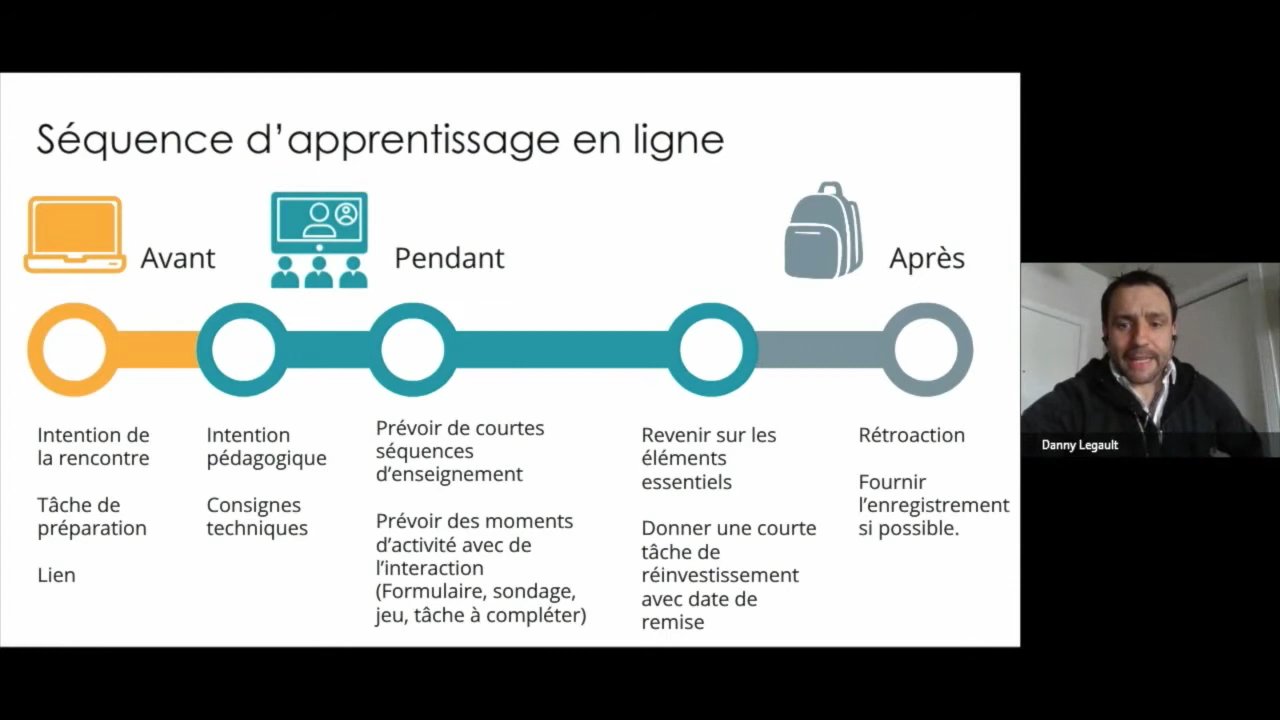 Séquence d'apprentissage en ligne
Avant
Pendant
Après
Intention de
la rencontre
Tâche de
préparation
Lien
Intention
pédagogique
Consignes
techniques
Prévoir de courtes
séquences
d'enseignement
Prévoir des moments
d'activité avec de
l'interaction
(Formulaire, sondage,
jeu, tâche à compléter)
Revenir sur les
éléments
essentiels
Donner une courte
tâche de
réinvestissement
avec date de
remise
Rétroaction
Fournir
l'enregistrement
si possible.
Danny Legault